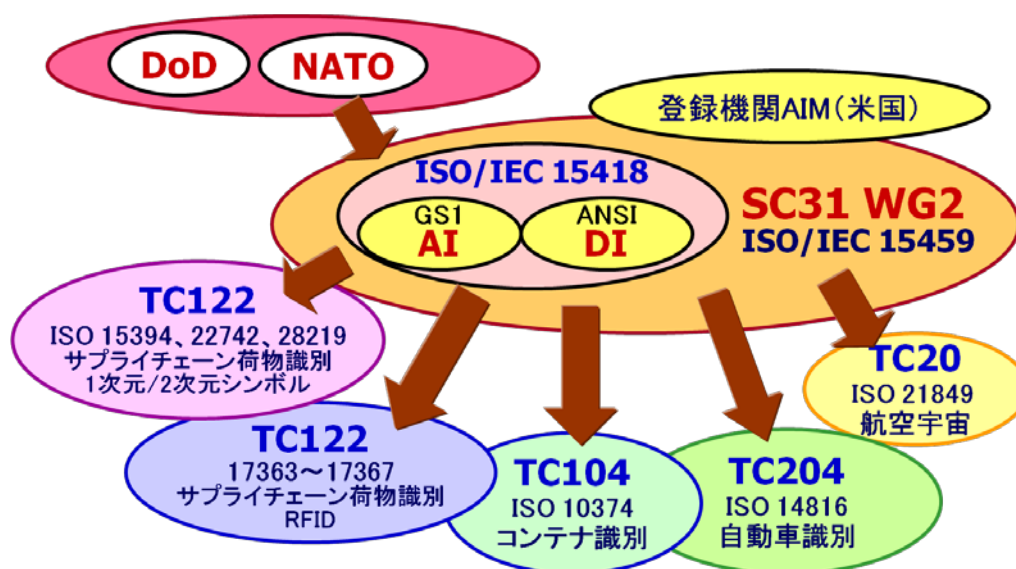 DoD
NATO
登録機関AIM(米国)
ISO/IEC 15418
GS1
AI
ANSI
DI
SC31 WG2
ISO/IEC 15459
TC122
ISO 15394、22742、28219
サプライチェーン荷物識別
1次元/2次元シンボル
TC122
17363~17367
サプライチェーン荷物識別
RFID
TC104
ISO 10374
コンテナ識別
TC204
ISO 14816
自動車識別
TC20
ISO 21849
航空宇宙